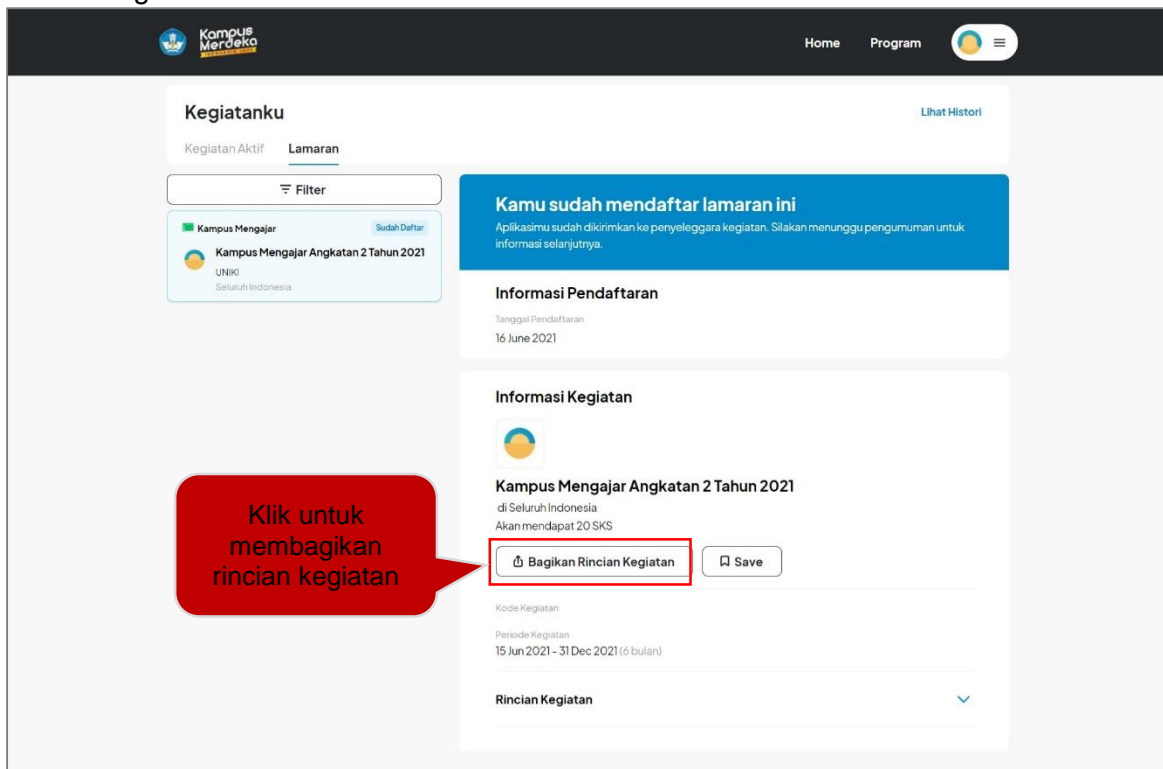 Kampus
Merdeka
INDONESIA JAYA
Home Program
Kegiatanku
Lihat Histori
Kegiatan Aktif Lamaran
Filter
Kampus Mengajar Sudah Daftar
Kampus Mengajar Angkatan 2 Tahun 2021
UNIKI
Seluruh Indonesia
Kamu sudah mendaftar lamaran ini
Aplikasimu sudah dikirimkan ke penyeleggara kegiatan. Silakan menunggu pengumuman untuk
informasi selanjutnya.
Informasi Pendaftaran
Tanggal Pendaftaran
16 June 2021
Informasi Kegiatan
Kampus Mengajar Angkatan 2 Tahun 2021
di Seluruh Indonesia
Akan mendapat 20 SKS
Klik untuk
membagikan
rincian kegiatan
Bagikan Rincian Kegiatan Save
Kode Kegiatan
Periode Kegiatan
15 Jun 2021 - 31 Dec 2021 (6 bulan)
Rincian Kegiatan